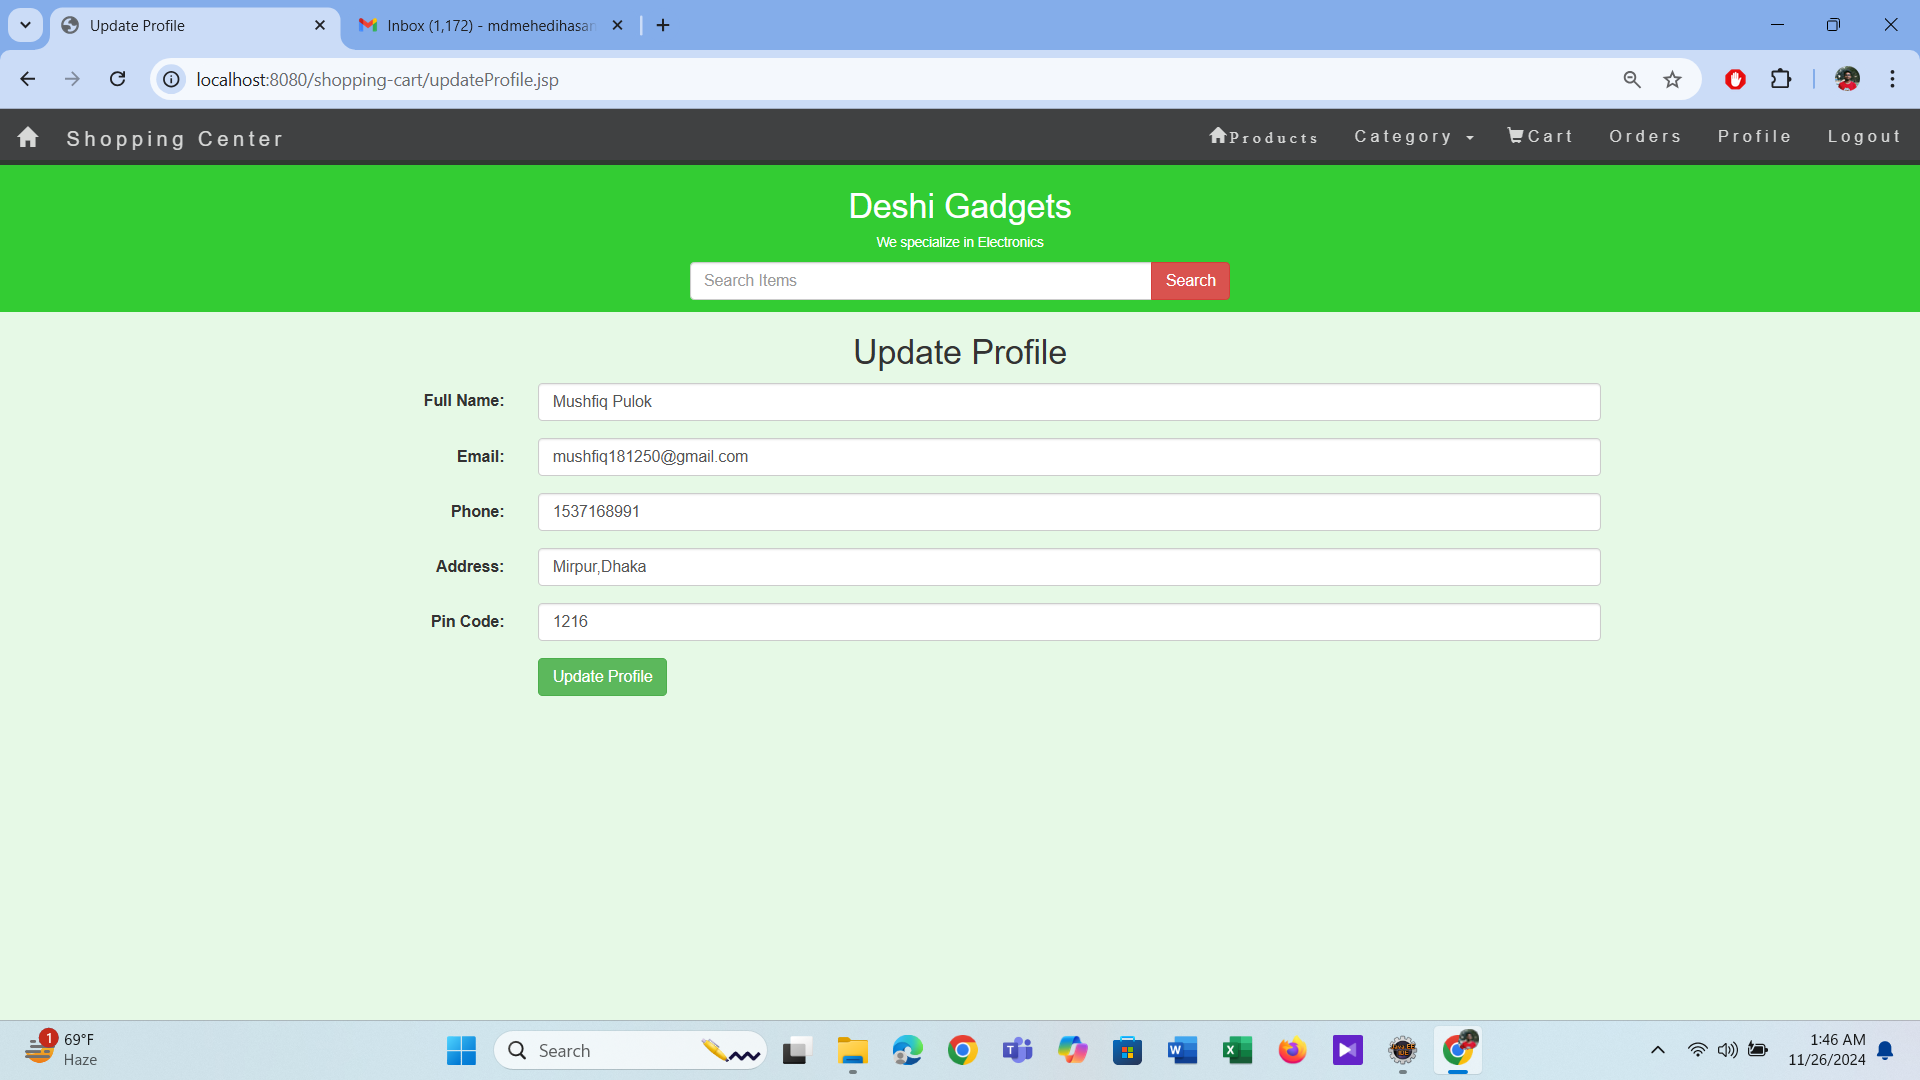 Update Profile
Inbox (1,172) - mdmehedihasan
localhost:8080/shopping-cart/updateProfile.jsp
Shopping Center
Products
Category
Cart
Orders
Profile
Logout
Deshi Gadgets
We specialize in Electronics
Search Items
Search
Update Profile
Full Name:
Mushfiq Pulok
Email:
mushfiq181250@gmail.com
Phone:
1537168991
Address:
Mirpur,Dhaka
Pin Code:
1216
Update Profile
1
69°F
Haze
Search
1:46 AM
11/26/2024